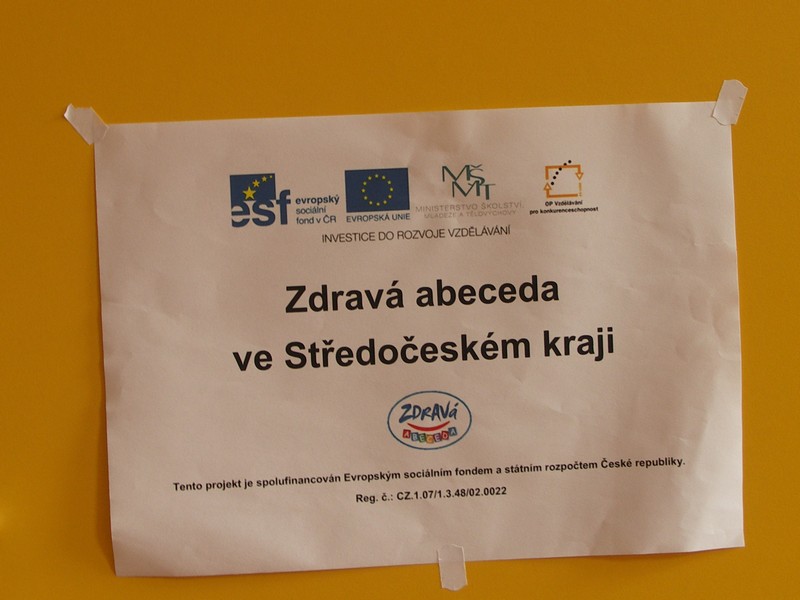 esf evropský sociální fond v ČR
EVROPSKÁ UNIE
MŠMT
MINISTERSTVO ŠKOLSTVÍ,
MLÁDEŽE A TĚLOVÝCHOVY
OP Vzdělávání
pro konkurenceschopnost
INVESTICE DO ROZVOJE VZDĚLÁVÁNÍ
Zdravá abeceda
ve Středočeském kraji
ZDRAVá
ABECEDA
Tento projekt je spolufinancován Evropským sociálním fondem a státním rozpočtem České republiky.
Reg. č.: CZ.1.07/1.3.48/02.0022